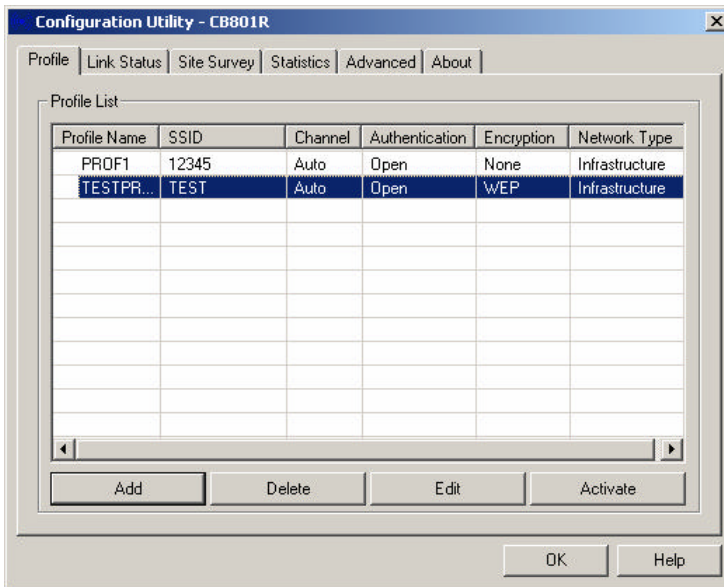 Configuration Utility - CB801R
Profile Link Status Site Survey Statistics Advanced About
Profile List
Profile Name SSID Channel Authentication Encryption Network Type
PROF1 12345 Auto Open None Infrastructure
TESTPR... TEST Auto Open WEP Infrastructure
Add Delete Edit Activate
OK Help